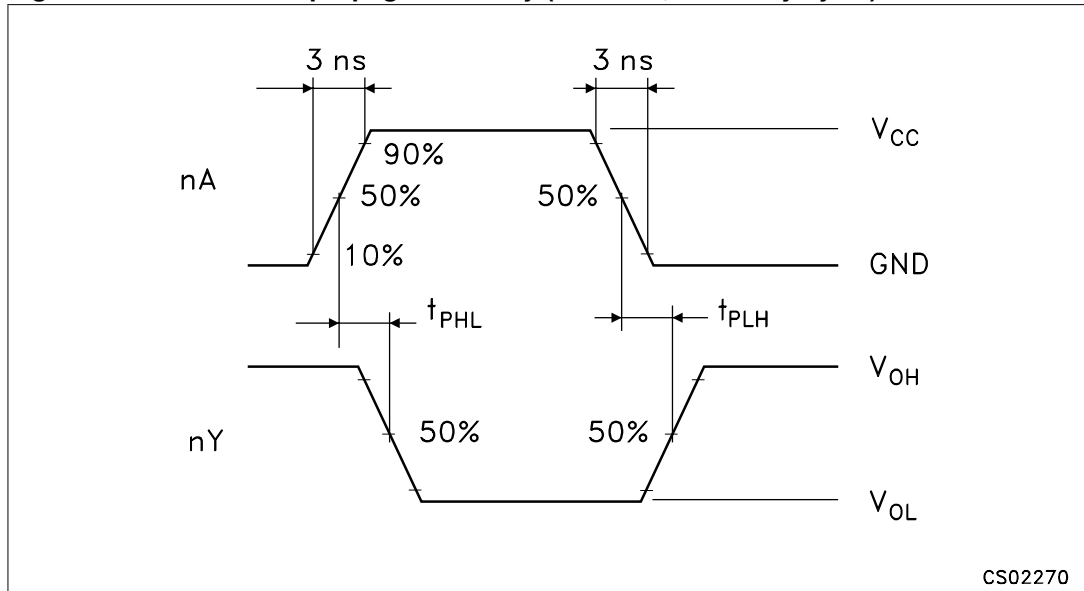 3 ns
3 ns
V_CC
90%
nA
50%
50%
10%
GND
t_PHL
t_PLH
V_OH
50%
50%
nY
V_OL
CS02270